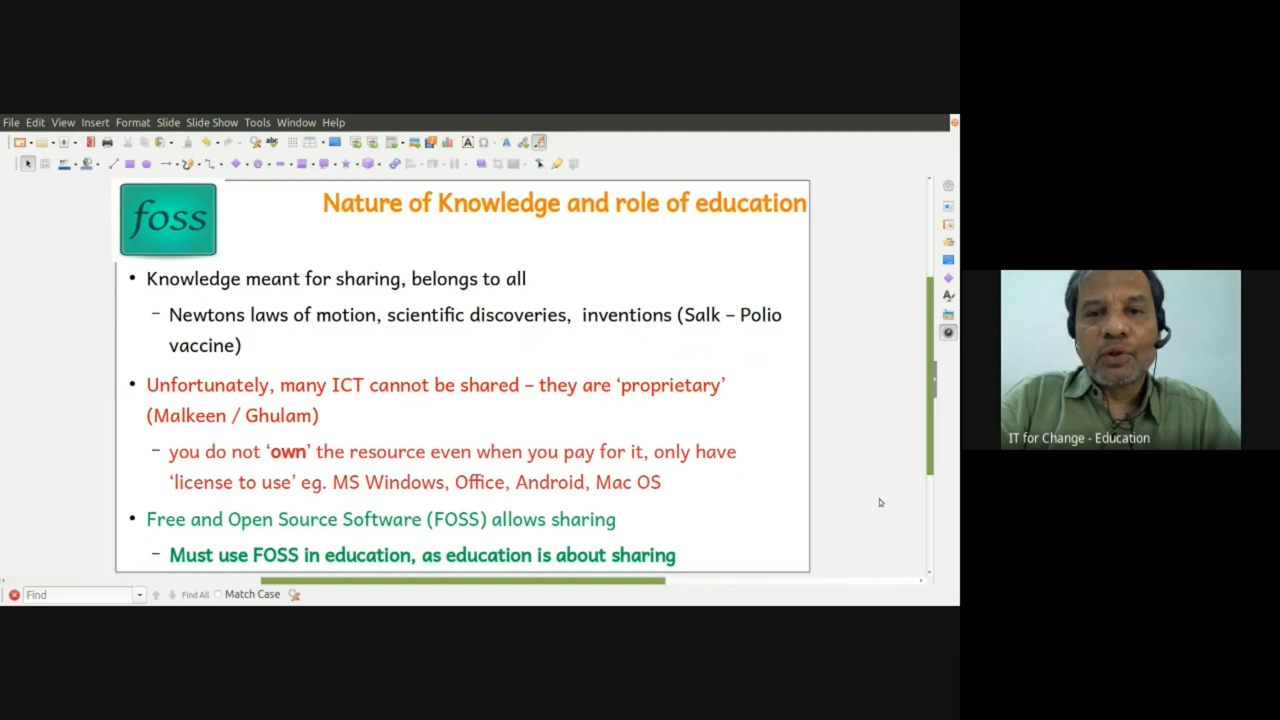 File Edit View Insert Format Slide Slide Show Tools Window Help
foss
Nature of Knowledge and role of education
• Knowledge meant for sharing, belongs to all
– Newtons laws of motion, scientific discoveries, inventions (Salk – Polio
vaccine)
• Unfortunately, many ICT cannot be shared – they are ‘proprietary’
(Malkeen / Ghulam)
– you do not ‘own’ the resource even when you pay for it, only have
‘license to use’ eg. MS Windows, Office, Android, Mac OS
• Free and Open Source Software (FOSS) allows sharing
– Must use FOSS in education, as education is about sharing
Find Find All Match Case
IT for Change - Education